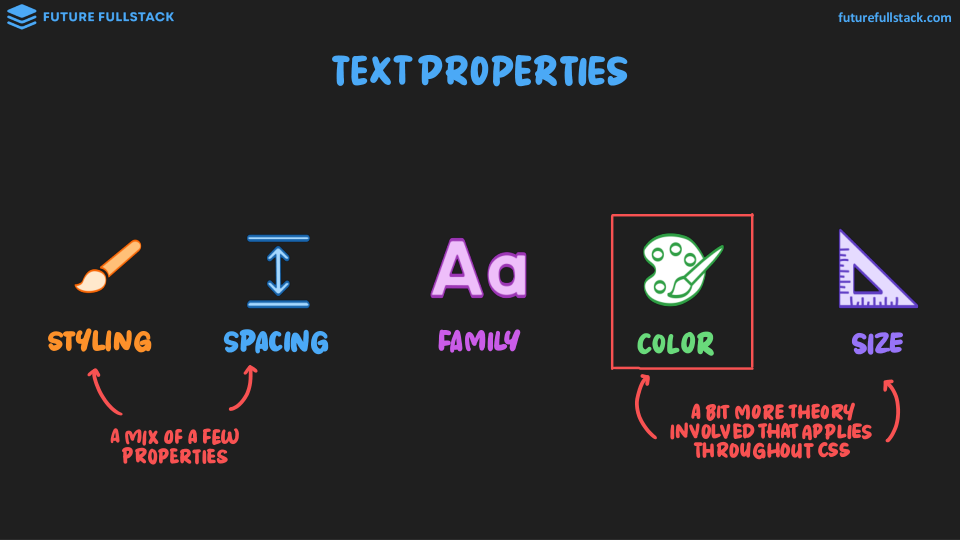 FUTURE FULLSTACK
futurefullstack.com
TEXT PROPERTIES
Aa
STYLING
SPACING
FAMILY
COLOR
SIZE
A MIX OF A FEW
PROPERTIES
A BIT MORE THEORY
INVOLVED THAT APPLIES
THROUGHOUT CSS